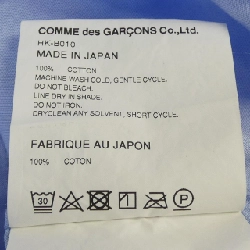 COMME des GARÇONS Co.,Ltd.
HK-B010
MADE IN JAPAN
100% COTTON
MACHINE WASH COLD, GENTLE CYCLE.
DO NOT BLEACH.
LINE DRY IN SHADE.
DO NOT IRON.
DRYCLEAN ANY SOLVENT, SHORT CYCLE.
FABRIQUE AU JAPON
100% COTON
30